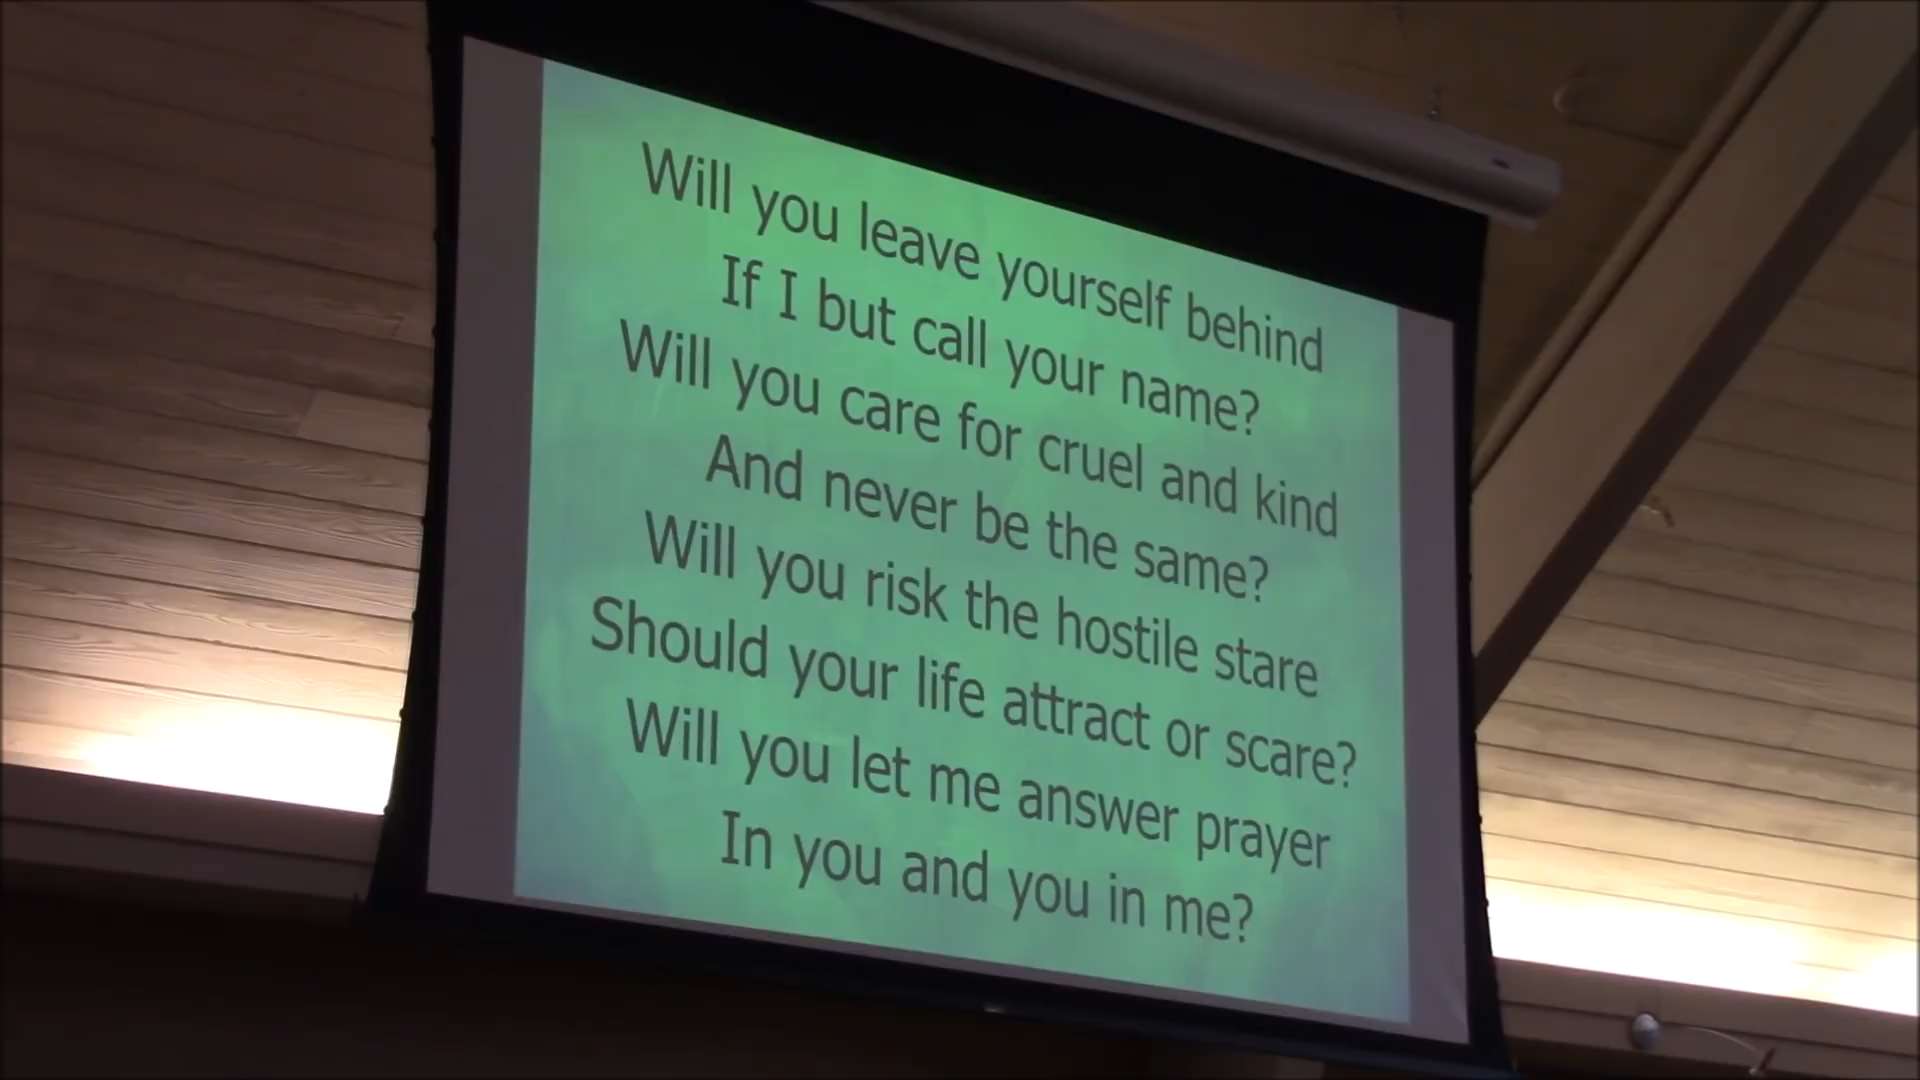 Will you leave yourself behind
If I but call your name?
Will you care for cruel and kind
And never be the same?
Will you risk the hostile stare
Should your life attract or scare?
Will you let me answer prayer
In you and you in me?